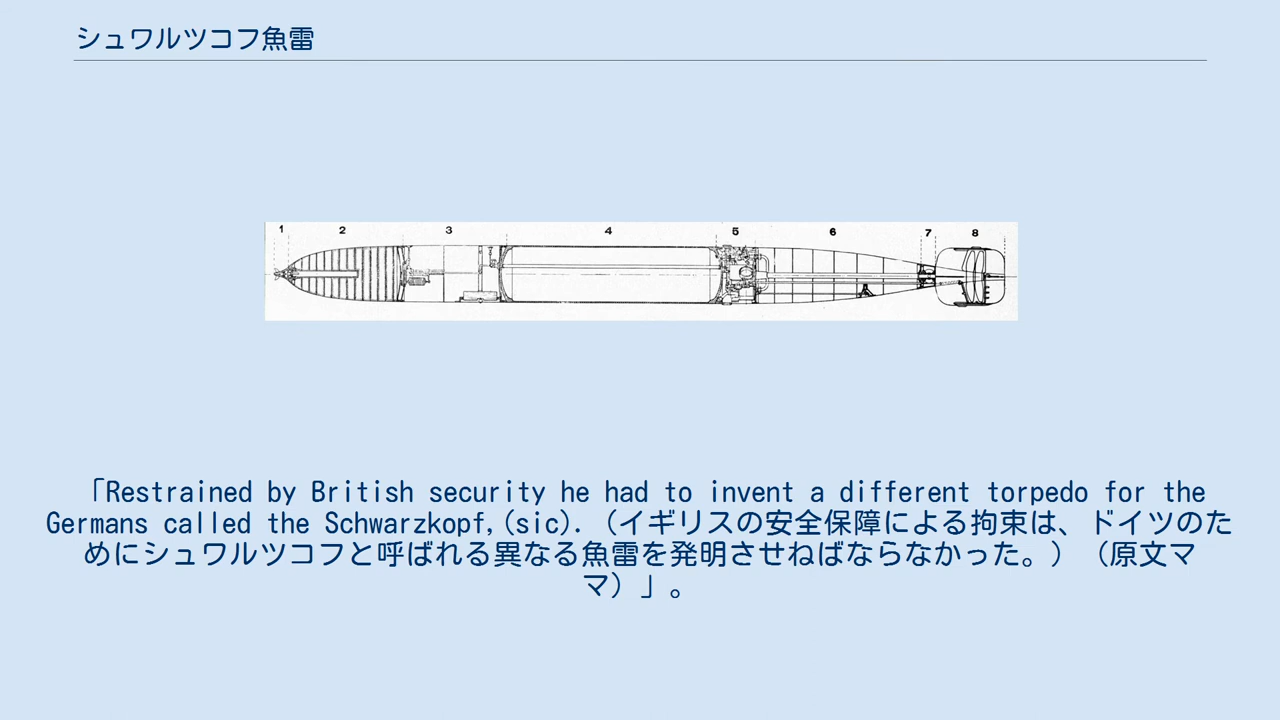 シュワルツコフ魚雷
1 2 3 4 5 6 7 8
「Restrained by British security he had to invent a different torpedo for the
Germans called the Schwarzkopf,(sic). (イギリスの安全保障による拘束は、ドイツのた
めにシュワルツコフと呼ばれる異なる魚雷を発明させねばならなかった。) (原文マ
マ)」。